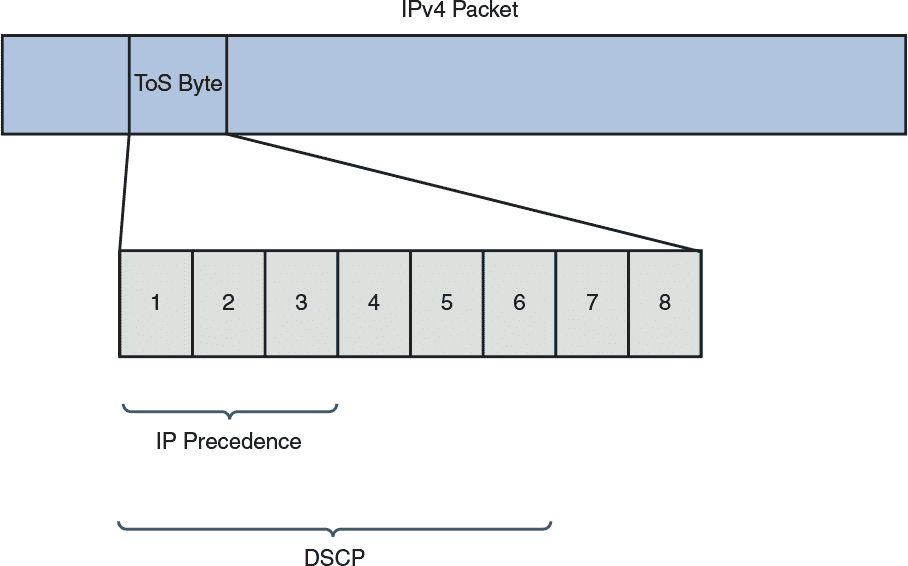 IPv4 Packet
ToS Byte
1 2 3 4 5 6 7 8
IP Precedence
DSCP